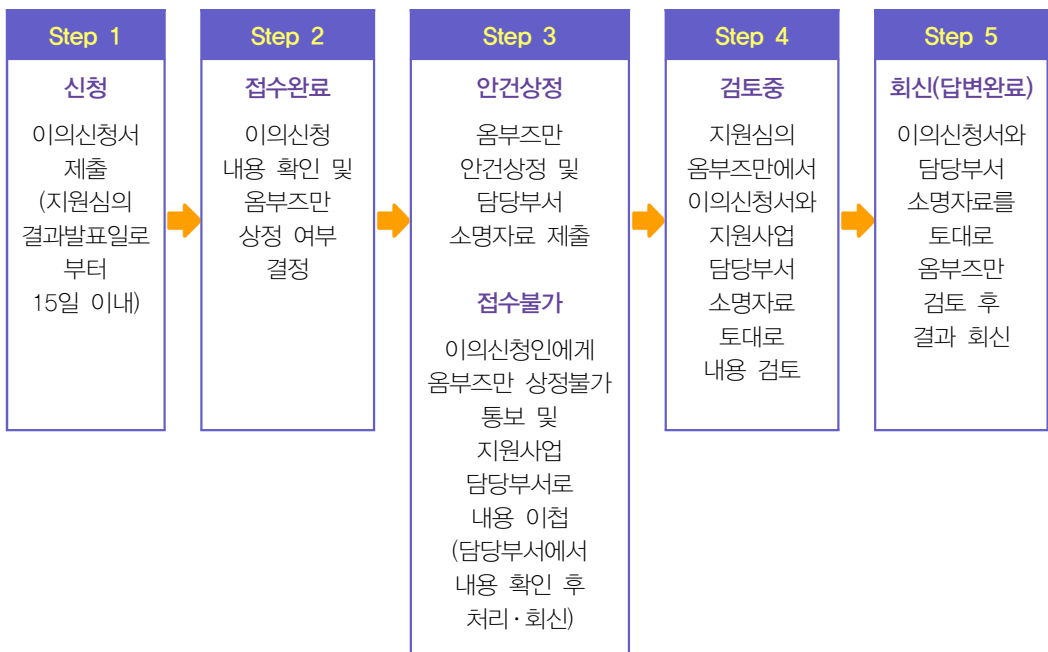 Step 1
신청
이의신청서
제출
(지원심의
결과발표일로
부터
15일 이내)
Step 2
접수완료
이의신청
내용 확인 및
옴부즈만
상정 여부
결정
Step 3
안건상정
옴부즈만
안건상정 및
담당부서
소명자료 제출
접수불가
이의신청인에게
옴부즈만 상정불가
통보 및
지원사업
담당부서로
내용 이첩
(담당부서에서
내용 확인 후
처리·회신)
Step 4
검토중
지원심의
옴부즈만에서
이의신청서와
지원사업
담당부서
소명자료
토대로
내용 검토
Step 5
회신(답변완료)
이의신청서와
담당부서
소명자료를
토대로
옴부즈만
검토 후
결과 회신